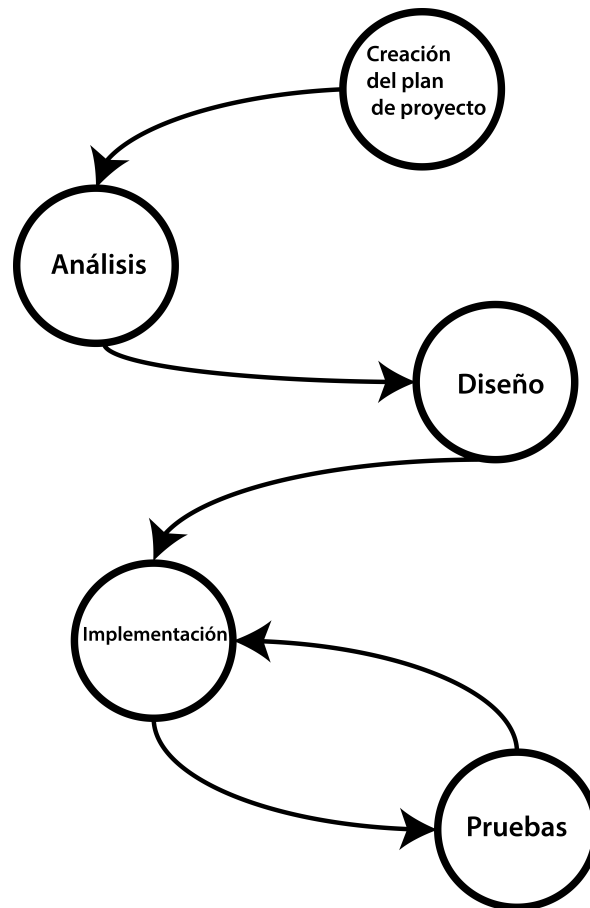 Creación
del plan
de proyecto
Análisis
Diseño
Implementación
Pruebas